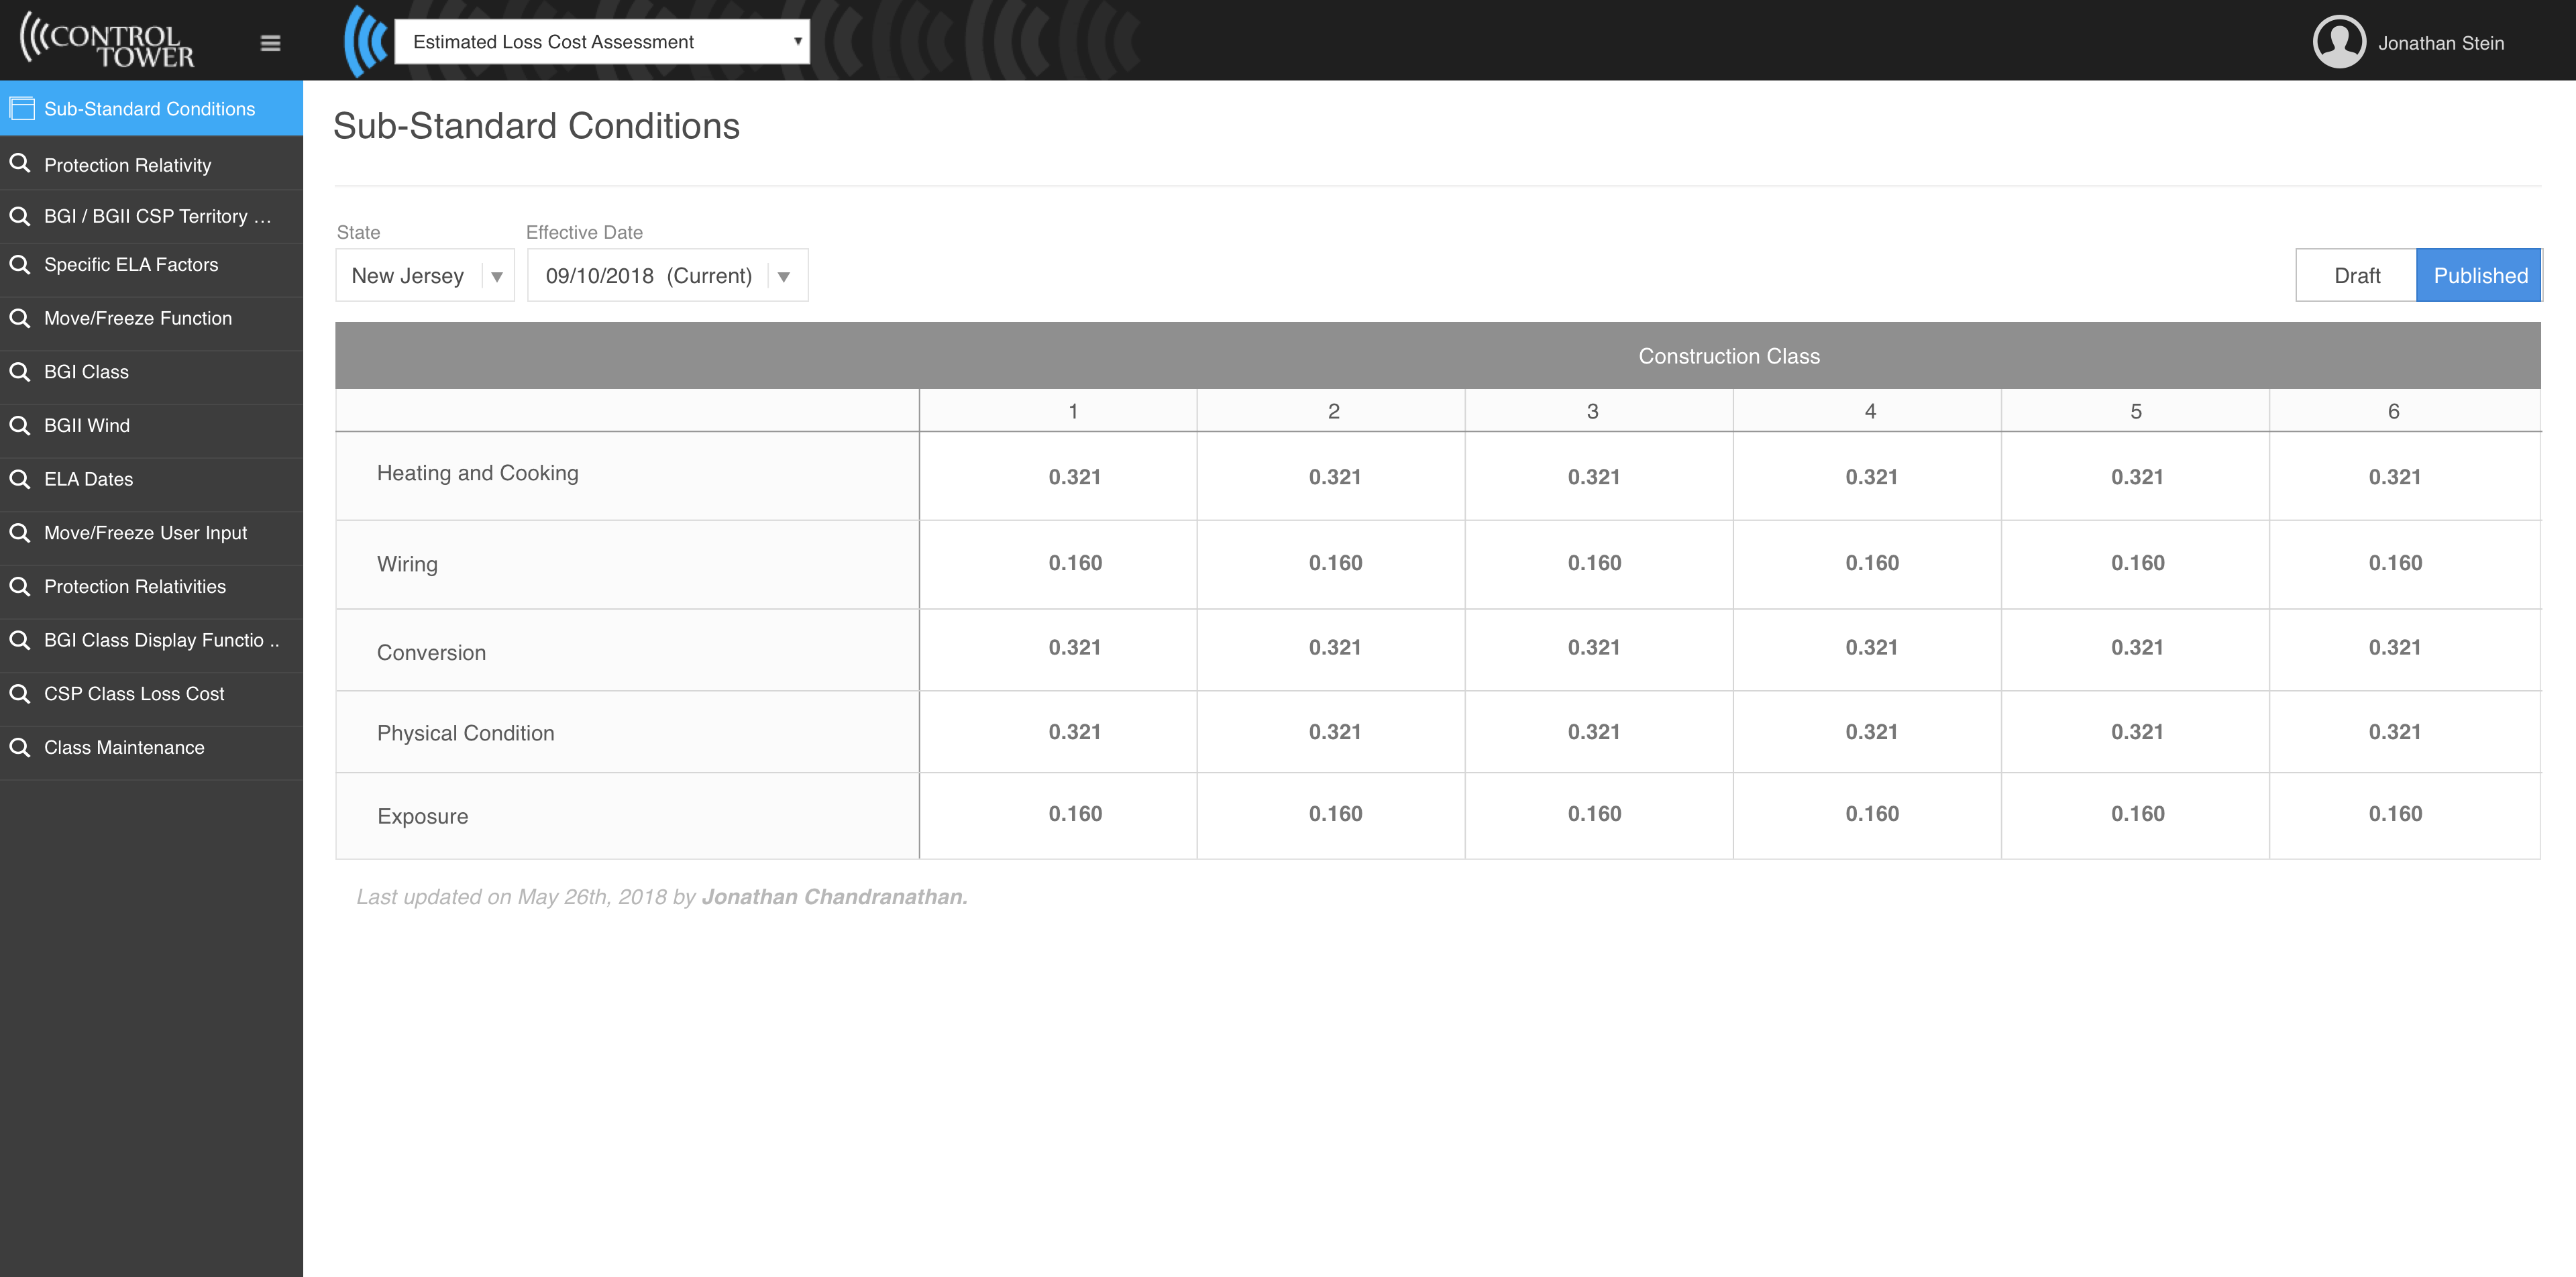 CONTROL TOWER
Estimated Loss Cost Assessment
Jonathan Stein
Sub-Standard Conditions
Protection Relativity
BGI / BGII CSP Territory …
Specific ELA Factors
Move/Freeze Function
BGI Class
BGII Wind
ELA Dates
Move/Freeze User Input
Protection Relativities
BGI Class Display Functio ..
CSP Class Loss Cost
Class Maintenance
Sub-Standard Conditions
State Effective Date
New Jersey 09/10/2018 (Current) Draft Published
Construction Class
1 2 3 4 5 6
Heating and Cooking 0.321 0.321 0.321 0.321 0.321 0.321
Wiring 0.160 0.160 0.160 0.160 0.160 0.160
Conversion 0.321 0.321 0.321 0.321 0.321 0.321
Physical Condition 0.321 0.321 0.321 0.321 0.321 0.321
Exposure 0.160 0.160 0.160 0.160 0.160 0.160
Last updated on May 26th, 2018 by Jonathan Chandranathan.